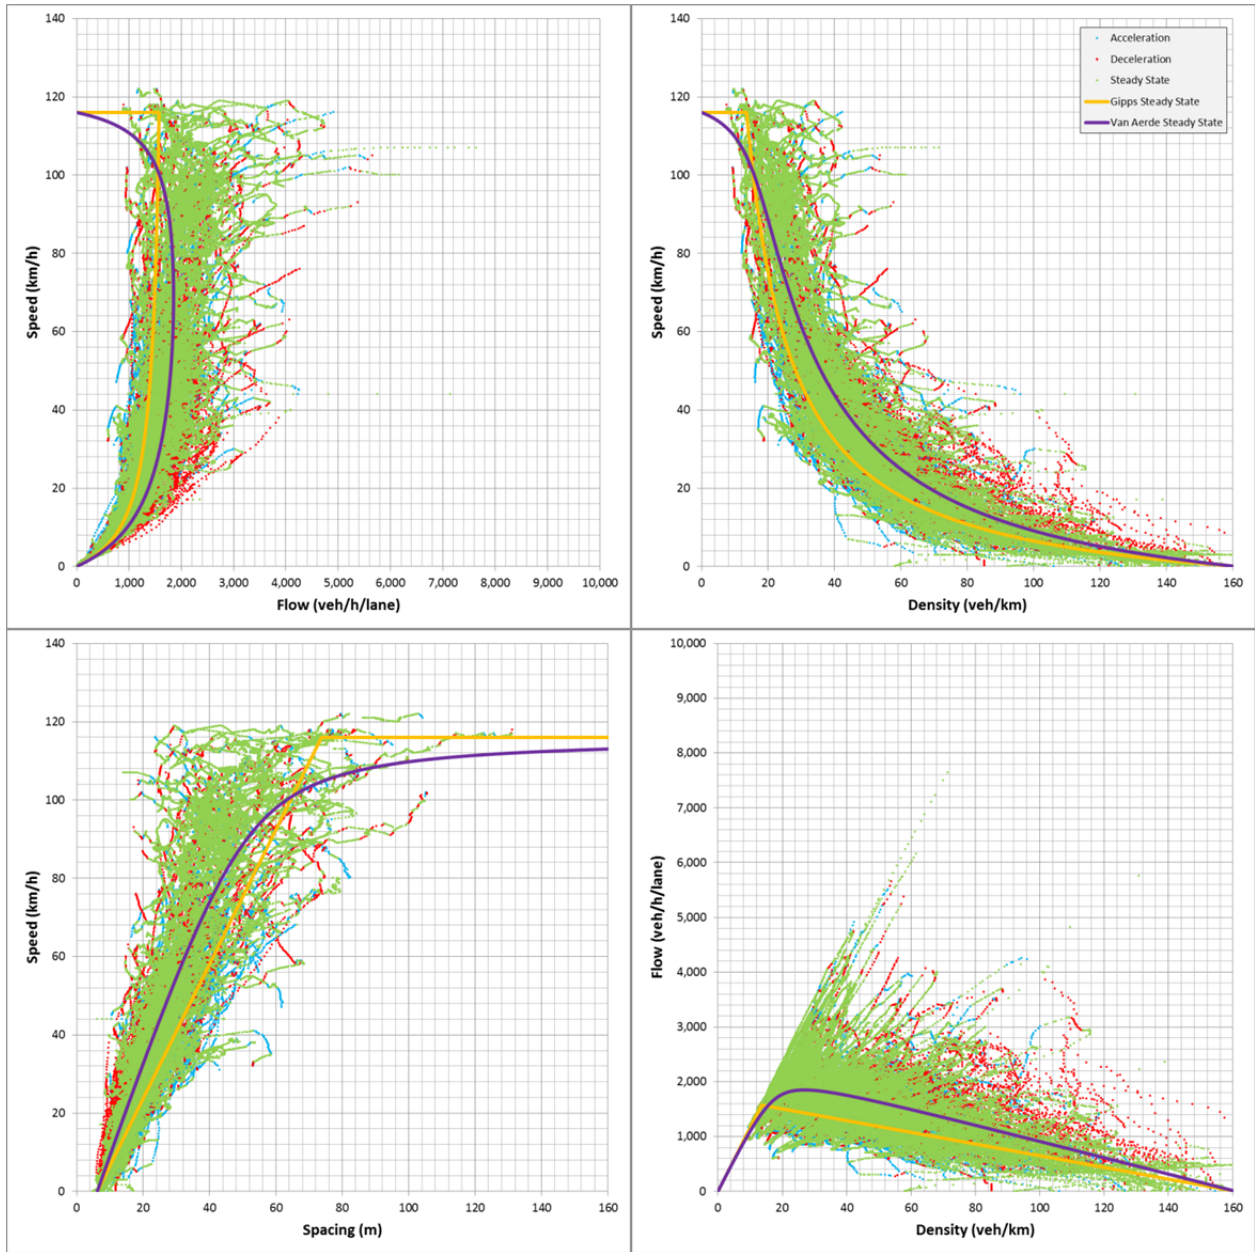 140
120
100
80
60
40
20
0
Speed (km/h)
0 1,000 2,000 3,000 4,000 5,000 6,000 7,000 8,000 9,000 10,000
Flow (veh/h/lane)
140
120
100
80
60
40
20
0
Speed (km/h)
Acceleration
Deceleration
Steady State
Gipps Steady State
Van Aerde Steady State
0 20 40 60 80 100 120 140 160
Density (veh/km)
140
120
100
80
60
40
20
0
Speed (km/h)
0 20 40 60 80 100 120 140 160
Spacing (m)
10,000
9,000
8,000
7,000
6,000
5,000
4,000
3,000
2,000
1,000
0
Flow (veh/h/lane)
0 20 40 60 80 100 120 140 160
Density (veh/km)